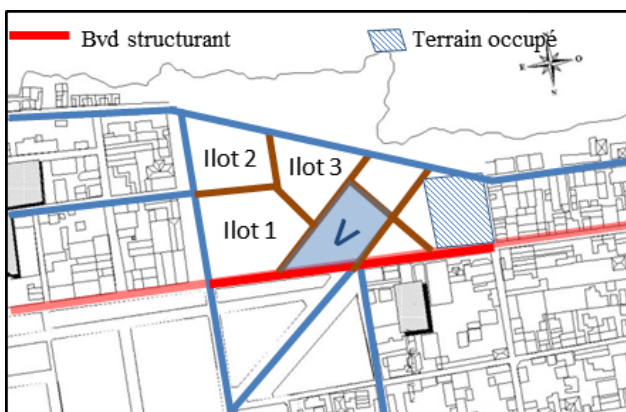 Bvd structurant
Terrain occupé
E
O
S
Ilot 2
Ilot 3
Ilot 1
V